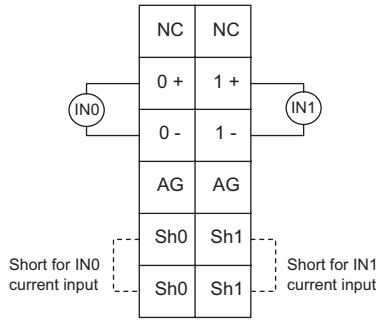 NC NC
0 + 1 +
IN0 IN1
0 - 1 -
AG AG
Sh0 Sh1
Short for IN0
current input
Short for IN1
current input
Sh0 Sh1